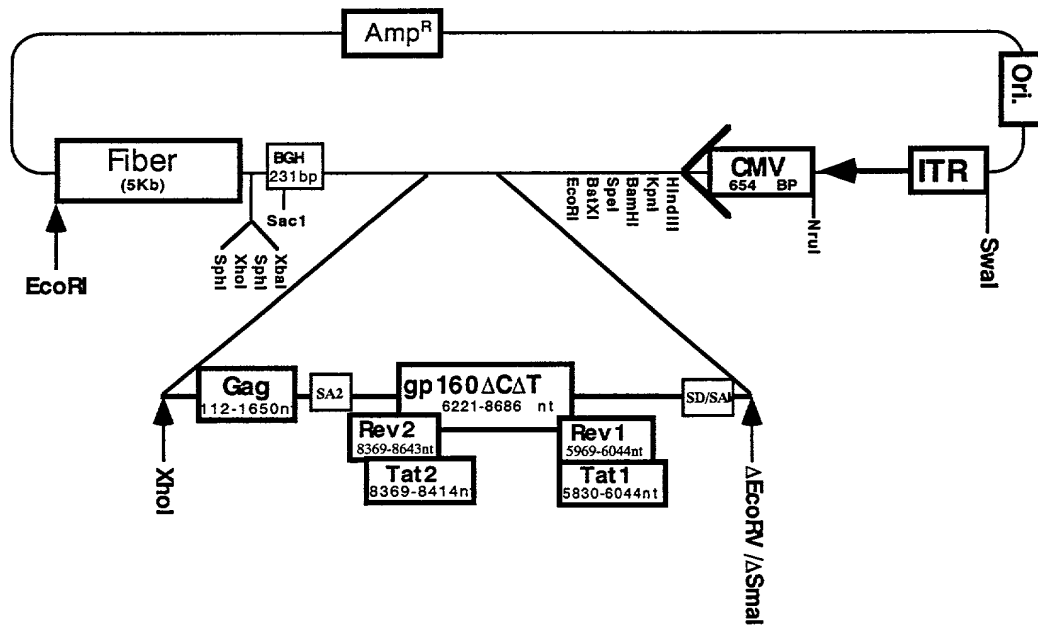 Amp^R
Ori.
Fiber
(5Kb)
BGH
231bp
CMV
654 BP
ITR
EcoRI
SphI
XhoI
SphI
XbaI
Sac1
EcoRI
BstXI
SpeI
BamHI
KpnI
HIndIII
NruI
SwaI
Gag
112-1650nt
SA2
gp160ΔCΔT
6221-8686 nt
SD/SA
Rev2
8369-8643nt
Rev1
5969-6044nt
Tat2
8369-8414nt
Tat1
5830-6044nt
XhoI
ΔEcoRV /ΔSmaI